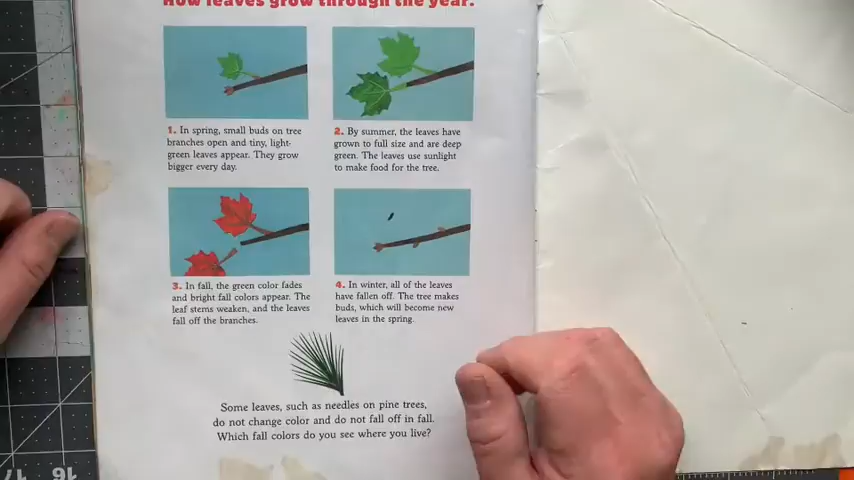 How leaves grow through the year.
1. In spring, small buds on tree
branches open and tiny, light-
green leaves appear. They grow
bigger every day.
2. By summer, the leaves have
grown to full size and are deep
green. The leaves use sunlight
to make food for the tree.
3. In fall, the green color fades
and bright fall colors appear. The
leaf stems weaken, and the leaves
fall off the branches.
4. In winter, all of the leaves
have fallen off. The tree makes
buds, which will become new
leaves in the spring.
Some leaves, such as needles on pine trees,
do not change color and do not fall off in fall.
Which fall colors do you see where you live?
17 16